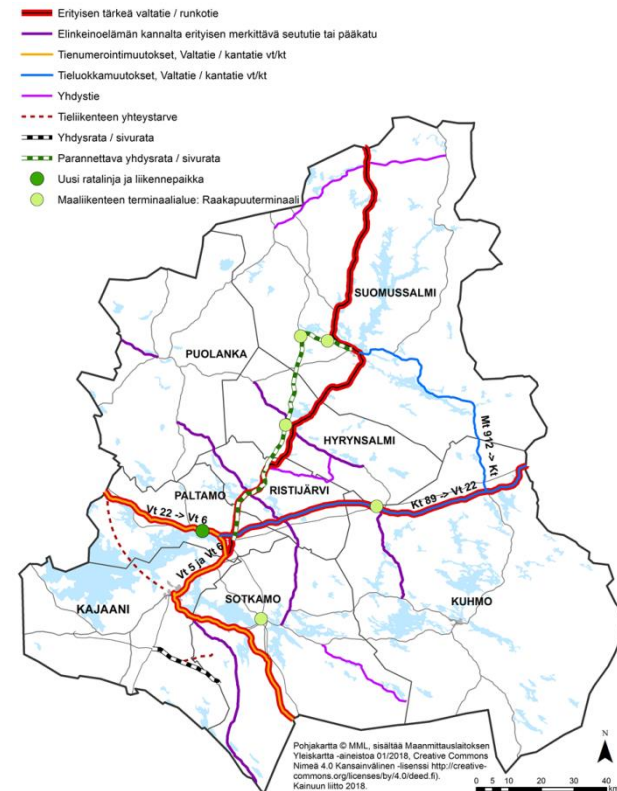 Erityisen tärkeä valtatie / runkotie
Elinkeinoelämän kannalta erityisen merkittävä seututie tai pääkatu
Tienumerointimuutokset, Valtatie / kantatie vt/kt
Tieluokkamuutokset, Valtatie / kantatie vt/kt
Yhdystie
Tieliikenteen yhteystarve
Yhdysrata / sivurata
Parannettava yhdysrata / sivurata
Uusi ratalinja ja liikennepaikka
Maaliikenteen terminaalialue: Raakapuuterminaali
SUOMUSSALMI
PUOLANKA
HYRYNSALMI
Mt 912 -> Kt
PALTAMO
RISTIJÄRVI
Kt 89 -> Vt 22
Vt 22 -> Vt 6
Vt 5 ja Vt 6
KAJAANI
SOTKAMO
KUHMO
Pohjakartta © MML, sisältää Maanmittauslaitoksen
Yleiskartta -aineistoa 01/2018, Creative Commons
Nimeä 4.0 Kansainvälinen -lisenssi http://creative-
commons.org/licenses/by/4.0/deed.fi).
Kainuun liitto 2018.
N
0 5 10 20 30 40
km